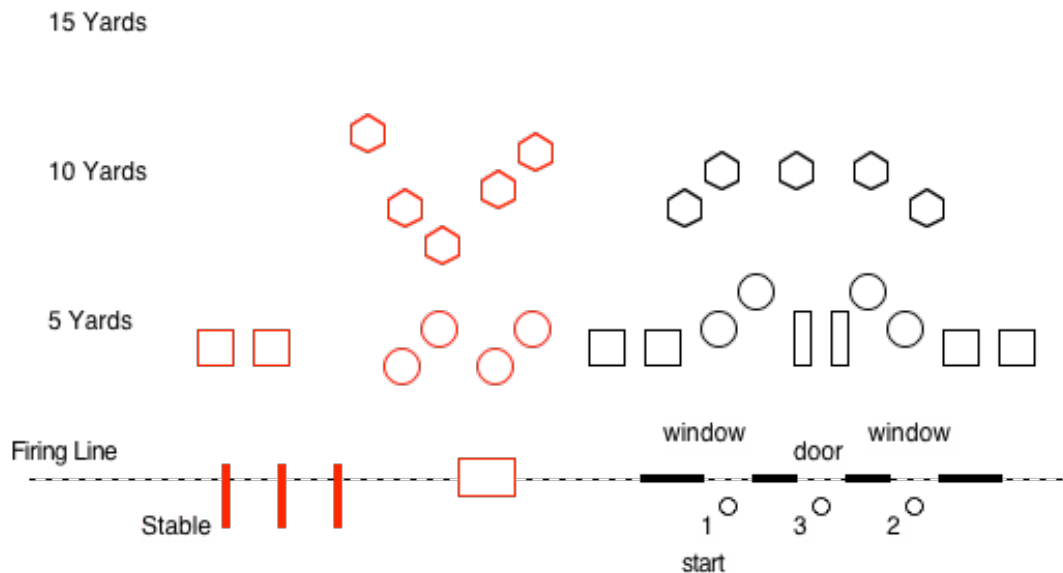 15 Yards
10 Yards
5 Yards
window
window
door
Firing Line
Stable
1
3
2
start